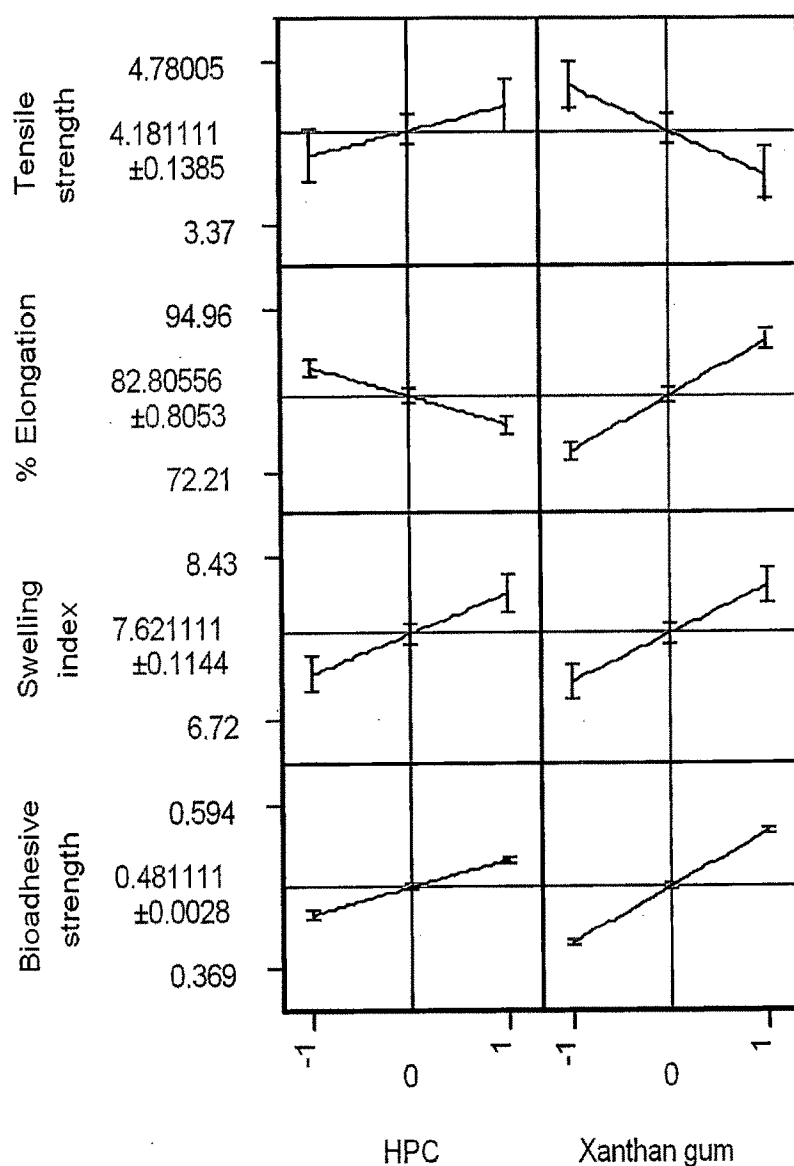 Tensile
strength
4.78005
4.181111
±0.1385
3.37
% Elongation
94.96
82.80556
±0.8053
72.21
Swelling
index
8.43
7.621111
±0.1144
6.72
Bioadhesive
strength
0.594
0.481111
±0.0028
0.369
-1 0 1 -1 0 1
HPC Xanthan gum